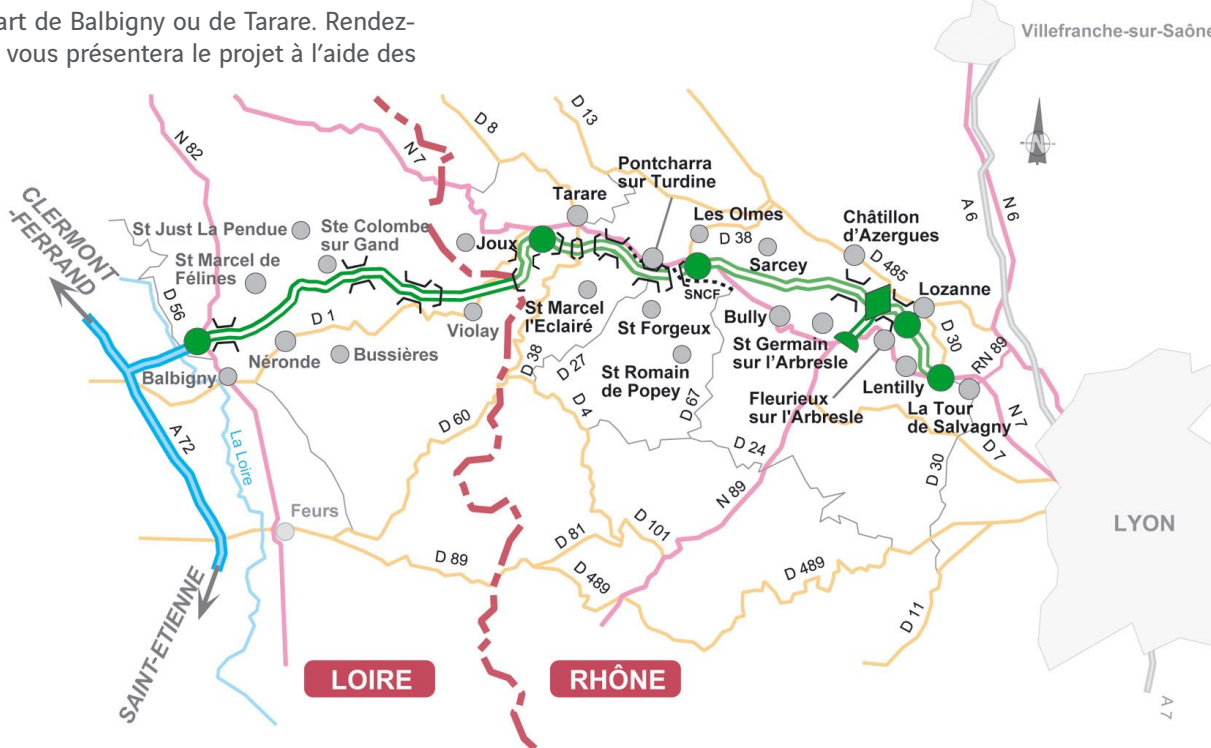 art de Balbigny ou de Tarare. Rendez-
vous présentera le projet à l'aide des
Villefranche-sur-Saône
N 82
N 7
D 8
D 13
N
A 6
N 6
CLERMONT
-FERRAND
Pontcharra
sur Turdine
Tarare
Les Olmes
Châtillon
d'Azergues
St Just La Pendue
Ste Colombe
sur Gand
Joux
D 38
Sarcey
D 485
St Marcel de
Félines
Lozanne
D 56
SNCF
D 1
Violay
St Marcel
l'Eclairé
St Forgeux
Bully
St Germain
sur l'Arbresle
D 30
RN 89
Néronde
Bussières
D 38
D 27
St Romain
de Popey
Balbigny
Fleurieux
sur l'Arbresle
Lentilly
La Tour
de Salvagny
N 7
D 4
D 67
D 60
D 7
A 72
La Loire
D 24
D 30
N 89
Feurs
LYON
D 81
D 101
D 89
D 489
D 489
D 11
SAINT-ETIENNE
LOIRE
RHÔNE
A 7